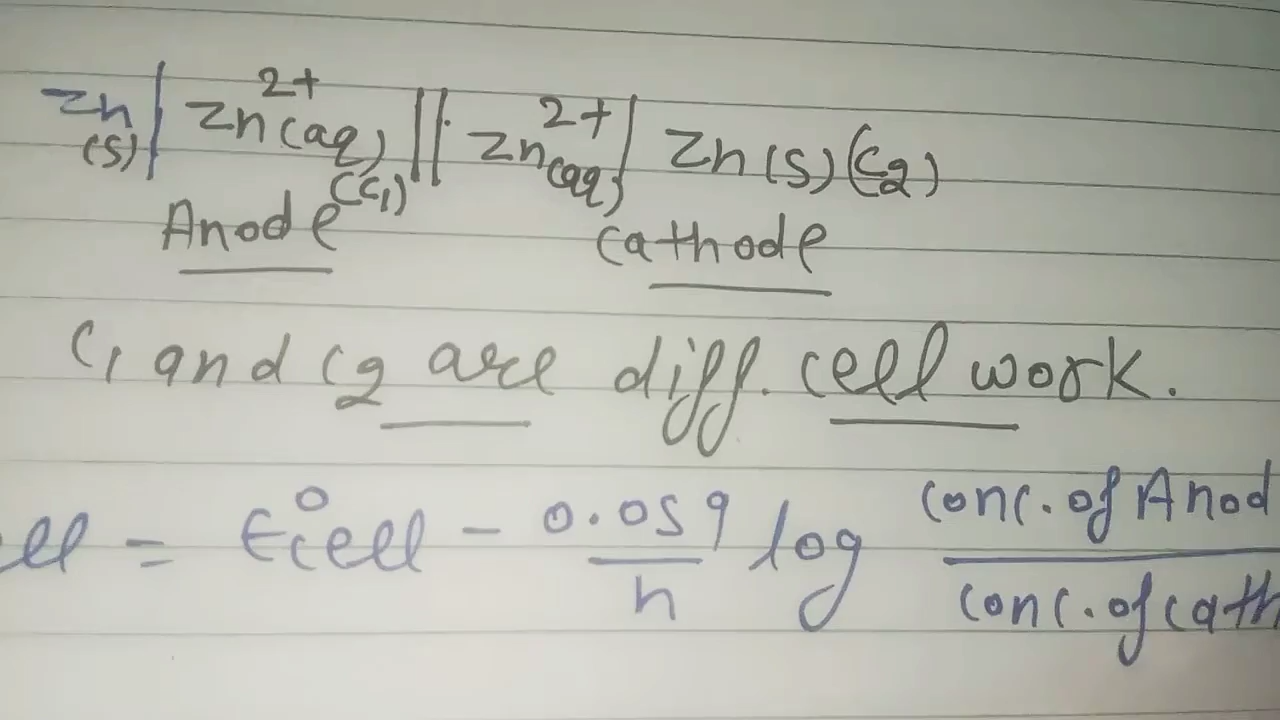 Zn(s) | Zn²⁺(aq) (C₁) || Zn²⁺(aq) | Zn(s) (C₂)
Anode cathode
C₁ and C₂ are diff. cell work.
ell = E°cell - 0.059/n log conc. of Anod/conc. of cath